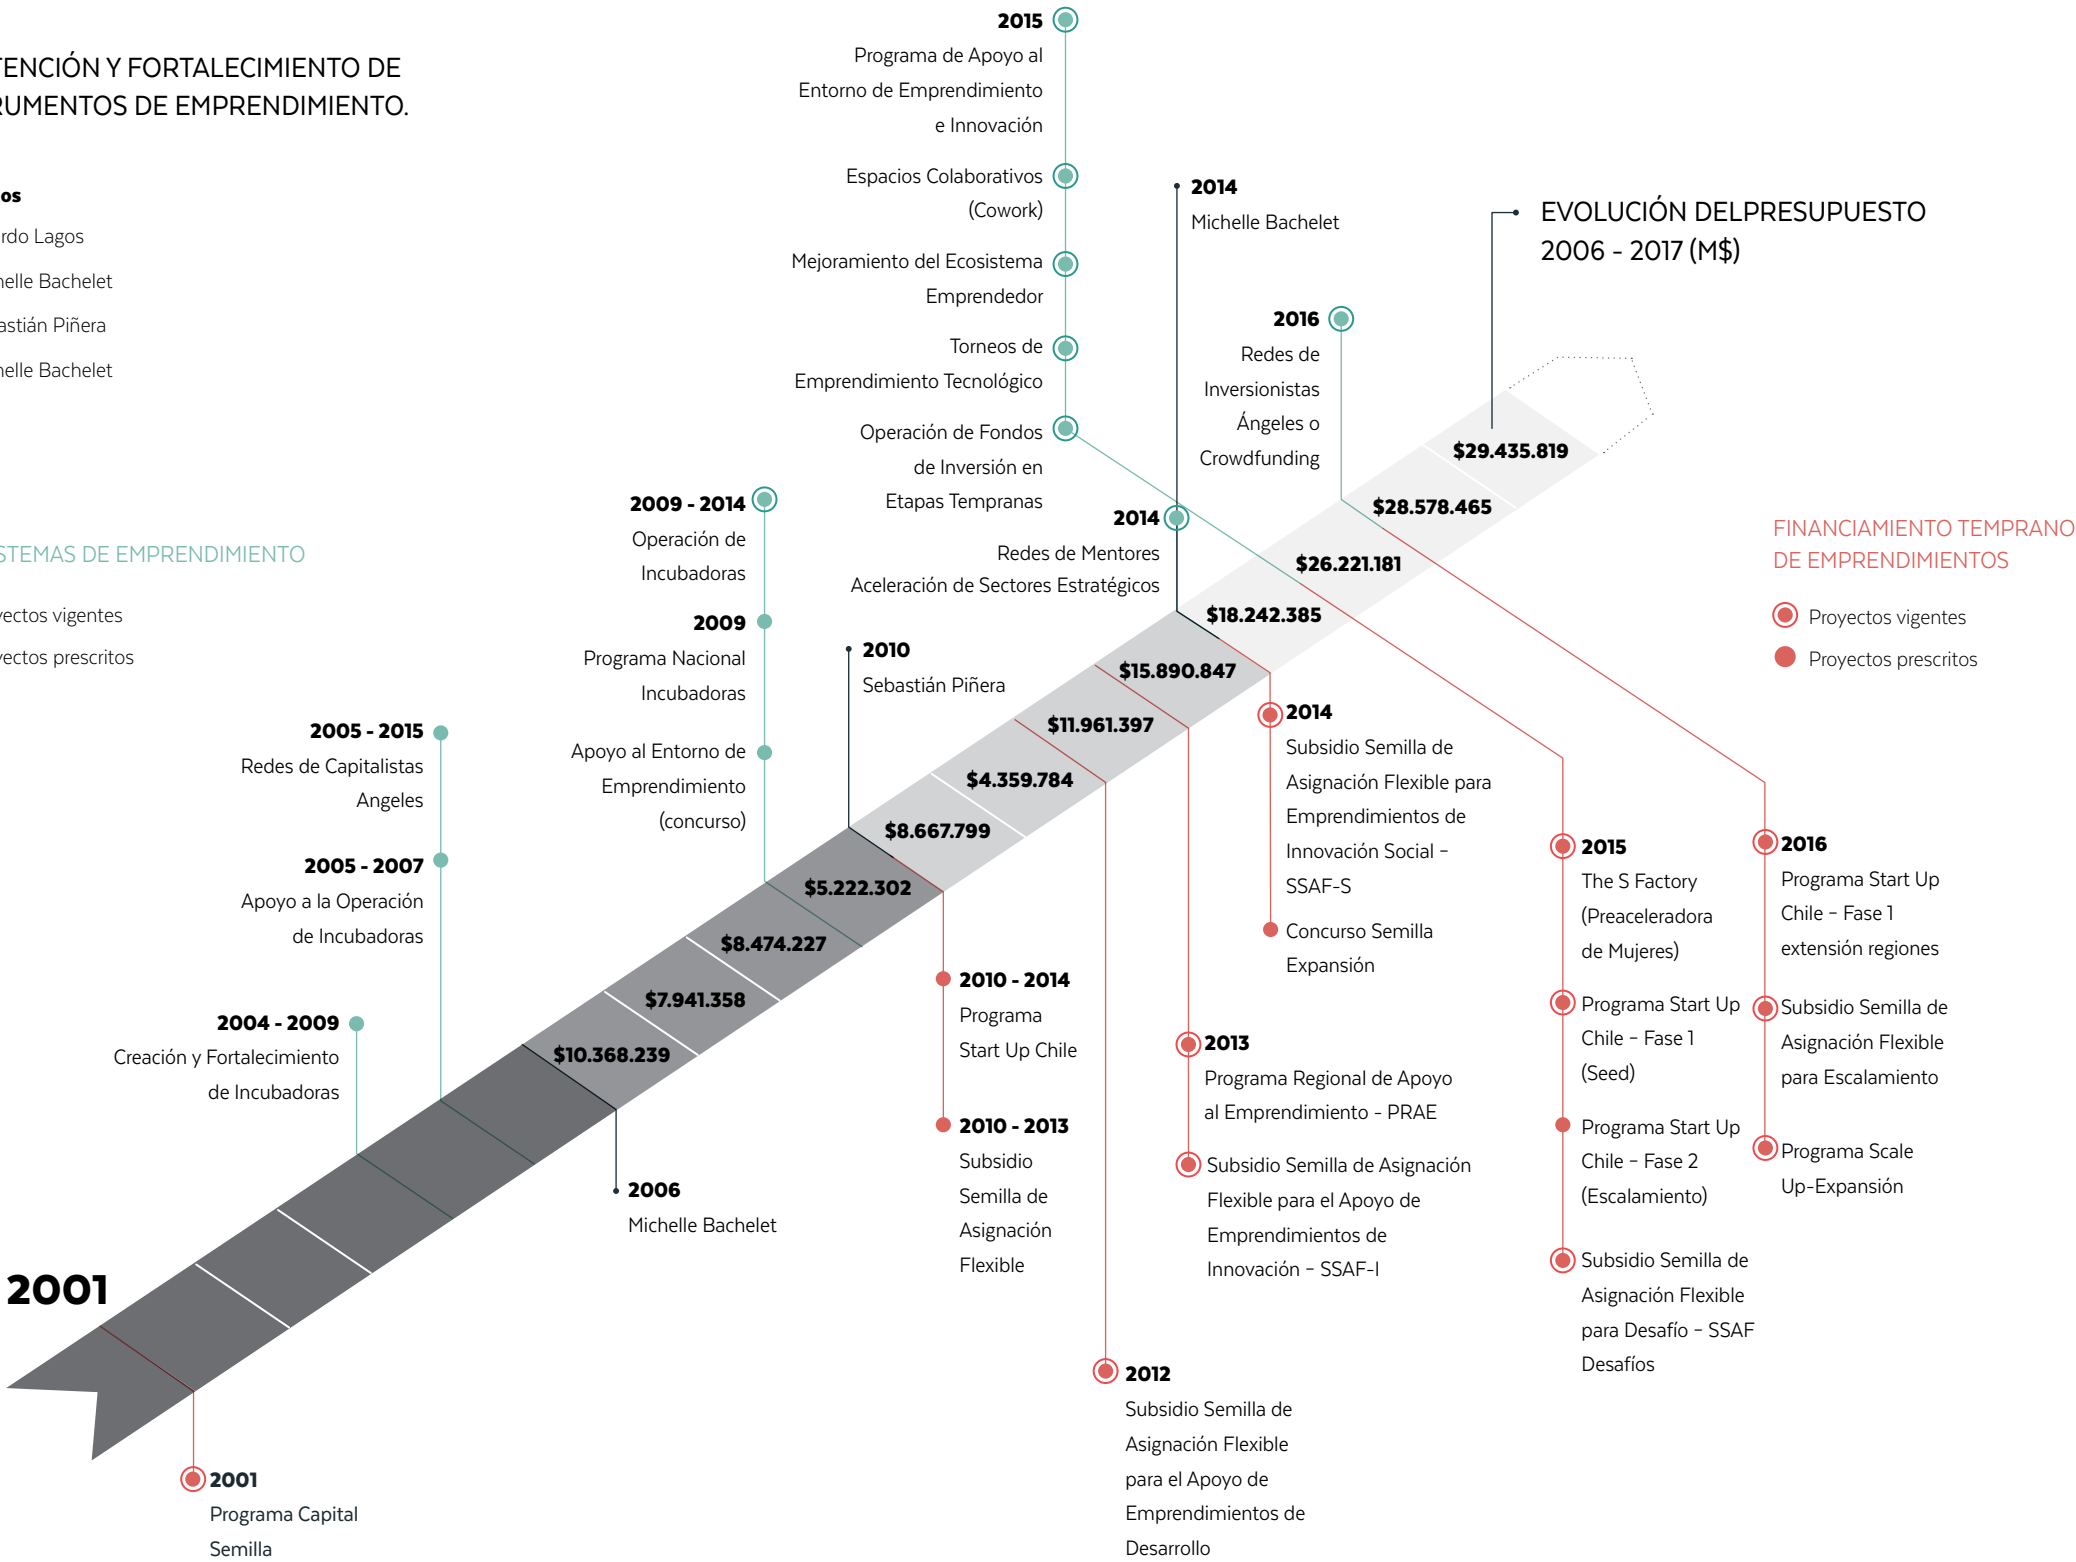 TENCIÓN Y FORTALECIMIENTO DE
RUMENTOS DE EMPRENDIMIENTO.
os
rdo Lagos
helle Bachelet
astián Piñera
helle Bachelet
STEMAS DE EMPRENDIMIENTO
yectos vigentes
yectos prescritos
2015
Programa de Apoyo al
Entorno de Emprendimiento
e Innovación
Espacios Colaborativos
(Cowork)
Mejoramiento del Ecosistema
Emprendedor
Torneos de
Emprendimiento Tecnológico
Operación de Fondos
de Inversión en
Etapas Tempranas
2014
Michelle Bachelet
EVOLUCIÓN DELPRESUPUESTO
2006 - 2017 (M$)
2016
Redes de
Inversionistas
Ángeles o
Crowdfunding
2014
Redes de Mentores
Aceleración de Sectores Estratégicos
2009 - 2014
Operación de
Incubadoras
2009
Programa Nacional
Incubadoras
Apoyo al Entorno de
Emprendimiento
(concurso)
2010
Sebastián Piñera
2005 - 2015
Redes de Capitalistas
Angeles
2005 - 2007
Apoyo a la Operación
de Incubadoras
2004 - 2009
Creación y Fortalecimiento
de Incubadoras
$29.435.819
$28.578.465
$26.221.181
$18.242.385
$15.890.847
$11.961.397
$4.359.784
$8.667.799
$5.222.302
$8.474.227
$7.941.358
$10.368.239
FINANCIAMIENTO TEMPRANO
DE EMPRENDIMIENTOS
Proyectos vigentes
Proyectos prescritos
2001
2001
Programa Capital
Semilla
2006
Michelle Bachelet
2010 - 2014
Programa
Start Up Chile
2010 - 2013
Subsidio
Semilla de
Asignación
Flexible
2012
Subsidio Semilla de
Asignación Flexible
para el Apoyo de
Emprendimientos de
Desarrollo
2013
Programa Regional de Apoyo
al Emprendimiento - PRAE
Subsidio Semilla de Asignación
Flexible para el Apoyo de
Emprendimientos de
Innovación – SSAF-I
2014
Subsidio Semilla de
Asignación Flexible para
Emprendimientos de
Innovación Social –
SSAF-S
Concurso Semilla
Expansión
2015
The S Factory
(Preaceleradora
de Mujeres)
Programa Start Up
Chile – Fase 1
(Seed)
Programa Start Up
Chile – Fase 2
(Escalamiento)
Subsidio Semilla de
Asignación Flexible
para Desafío – SSAF
Desafíos
2016
Programa Start Up
Chile – Fase 1
extensión regiones
Subsidio Semilla de
Asignación Flexible
para Escalamiento
Programa Scale
Up-Expansión